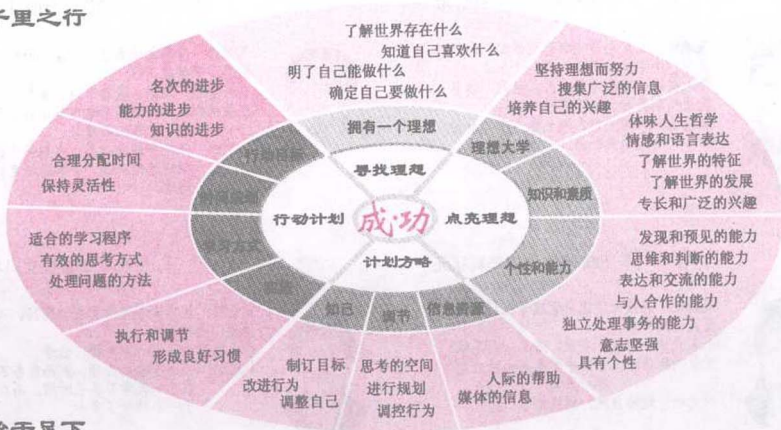 千里之行
了解世界存在什么
知道自己喜欢什么
明了自己能做什么
确定自己要做什么
拥有一个理想
寻找理想
坚持理想而努力
搜集广泛的信息
培养自己的兴趣
理想大学
体味人生哲学
情感和语言表达
了解世界的特征
了解世界的发展
专长和广泛的兴趣
知识和素质
点亮理想
发现和预见的能力
思维和判断的能力
表达和交流的能力
与人合作的能力
独立处理事务的能力
意志坚强
具有个性
个性和能力
人际的帮助
媒体的信息
信息资源
计划方略
思考的空间
进行规划
调控行为
调节
制订目标
改进行为
调整自己
知己
执行和调节
形成良好习惯
适合的学习程序
有效的思考方式
处理问题的方法
学习方式
行动计划
合理分配时间
保持灵活性
名次的进步
能力的进步
知识的进步
行动目标
成·功
足下